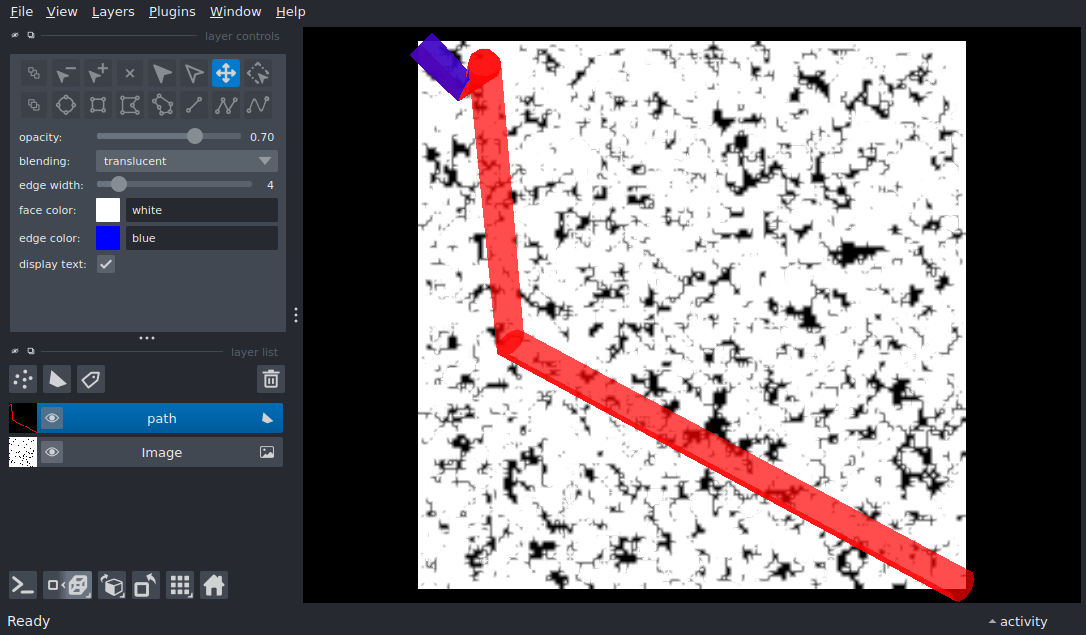 File View Layers Plugins Window Help
layer controls
opacity: 0.70
blending: translucent
edge width: 4
face color: white
edge color: blue
display text:
layer list
path
Image
Ready activity